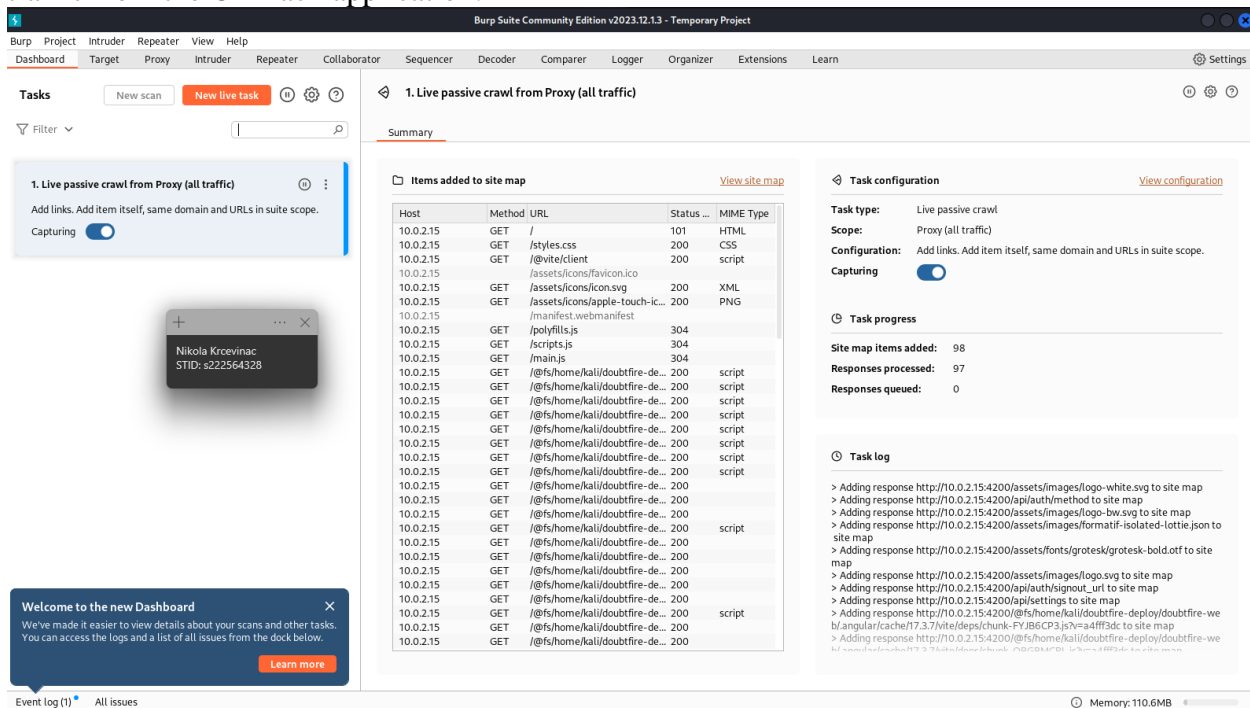 Burp Suite Community Edition v2023.12.1.3 - Temporary Project
Burp Project Intruder Repeater View Help
Dashboard Target Proxy Intruder Repeater Collaborator Sequencer Decoder Comparer Logger Organizer Extensions Learn Settings
Tasks New scan New live task
Filter
1. Live passive crawl from Proxy (all traffic)
Add links. Add item itself, same domain and URLs in suite scope.
Capturing
Nikola Krcevinac
STID: s222564328
Welcome to the new Dashboard
We've made it easier to view details about your scans and other tasks.
You can access the logs and a list of all issues from the dock below.
Learn more
1. Live passive crawl from Proxy (all traffic)
Summary
Items added to site map View site map
Host Method URL Status ... MIME Type
10.0.2.15 GET / 101 HTML
10.0.2.15 GET /styles.css 200 CSS
10.0.2.15 GET /@vite/client 200 script
10.0.2.15 /assets/icons/favicon.ico
10.0.2.15 GET /assets/icons/icon.svg 200 XML
10.0.2.15 GET /assets/icons/apple-touch-ic... 200 PNG
10.0.2.15 /manifest.webmanifest
10.0.2.15 GET /polyfills.js 304
10.0.2.15 GET /scripts.js 304
10.0.2.15 GET /main.js 304
10.0.2.15 GET /@fs/home/kali/doubtfire-de... 200 script
10.0.2.15 GET /@fs/home/kali/doubtfire-de... 200 script
10.0.2.15 GET /@fs/home/kali/doubtfire-de... 200 script
10.0.2.15 GET /@fs/home/kali/doubtfire-de... 200 script
10.0.2.15 GET /@fs/home/kali/doubtfire-de... 200 script
10.0.2.15 GET /@fs/home/kali/doubtfire-de... 200 script
10.0.2.15 GET /@fs/home/kali/doubtfire-de... 200 script
10.0.2.15 GET /@fs/home/kali/doubtfire-de... 200 script
10.0.2.15 GET /@fs/home/kali/doubtfire-de... 200
10.0.2.15 GET /@fs/home/kali/doubtfire-de... 200
10.0.2.15 GET /@fs/home/kali/doubtfire-de... 200
10.0.2.15 GET /@fs/home/kali/doubtfire-de... 200 script
10.0.2.15 GET /@fs/home/kali/doubtfire-de... 200
10.0.2.15 GET /@fs/home/kali/doubtfire-de... 200
10.0.2.15 GET /@fs/home/kali/doubtfire-de... 200
10.0.2.15 GET /@fs/home/kali/doubtfire-de... 200
10.0.2.15 GET /@fs/home/kali/doubtfire-de... 200
10.0.2.15 GET /@fs/home/kali/doubtfire-de... 200 script
10.0.2.15 GET /@fs/home/kali/doubtfire-de... 200
10.0.2.15 GET /@fs/home/kali/doubtfire-de... 200
Task configuration View configuration
Task type: Live passive crawl
Scope: Proxy (all traffic)
Configuration: Add links. Add item itself, same domain and URLs in suite scope.
Capturing
Task progress
Site map items added: 98
Responses processed: 97
Responses queued: 0
Task log
> Adding response http://10.0.2.15:4200/assets/images/logo-white.svg to site map
> Adding response http://10.0.2.15:4200/api/auth/method to site map
> Adding response http://10.0.2.15:4200/assets/images/logo-bw.svg to site map
> Adding response http://10.0.2.15:4200/assets/images/formatif-isolated-lottie.json to
site map
> Adding response http://10.0.2.15:4200/assets/fonts/grotesk/grotesk-bold.otf to site
map
> Adding response http://10.0.2.15:4200/assets/images/logo.svg to site map
> Adding response http://10.0.2.15:4200/api/auth/signout_url to site map
> Adding response http://10.0.2.15:4200/api/settings to site map
> Adding response http://10.0.2.15:4200/@fs/home/kali/doubtfire-deploy/doubtfire-we
b/.angular/cache/17.3.7/vite/deps/chunk-FYJB6CP3.js?v=a4fff3dc to site map
> Adding response http://10.0.2.15:4200/@fs/home/kali/doubtfire-deploy/doubtfire-we
Event log (1) All issues Memory: 110.6MB